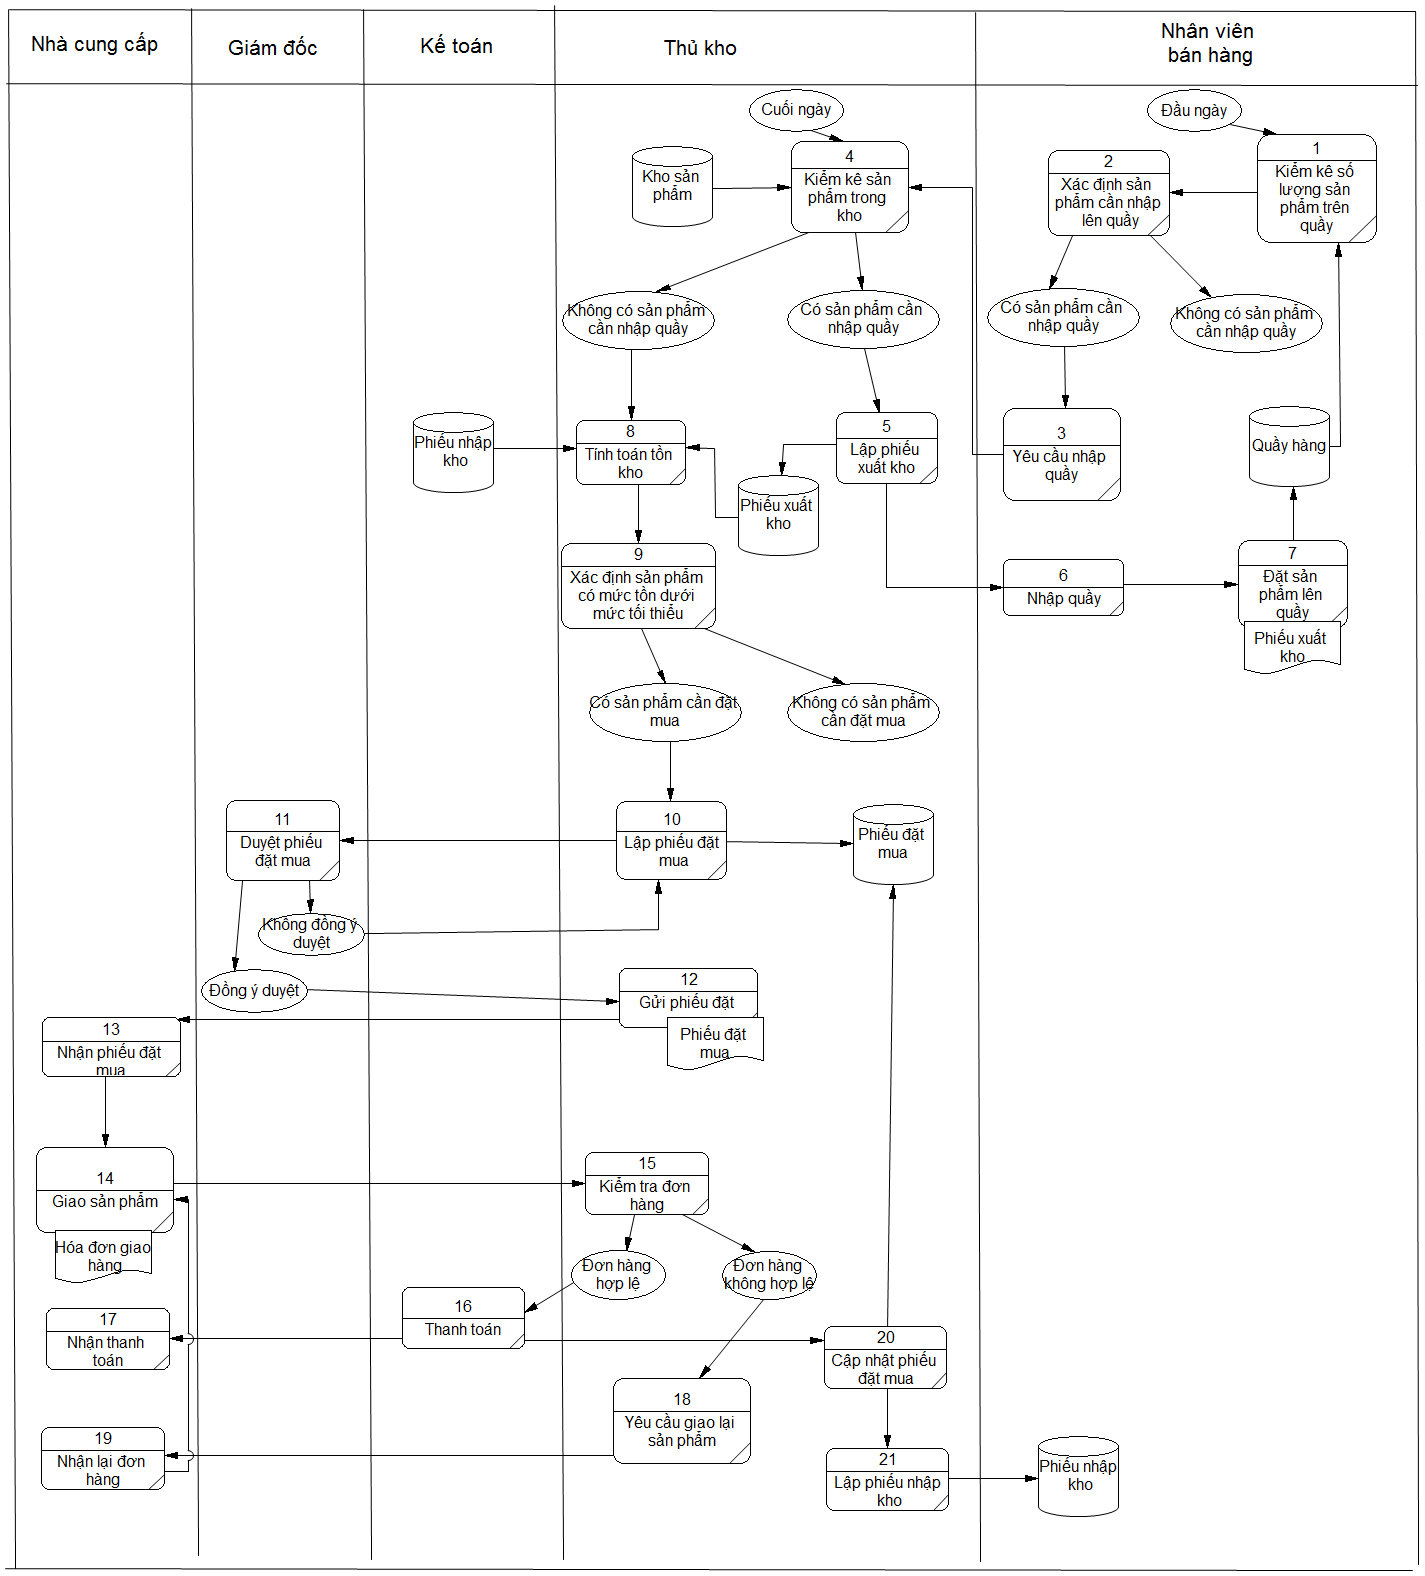 Nhà cung cấp
Giám đốc
Kế toán
Thủ kho
Nhân viên
bán hàng
Cuối ngày
Đầu ngày
Kho sản
phẩm
4
Kiểm kê sản
phẩm trong
kho
2
Xác định sản
phẩm cần nhập
lên quầy
1
Kiểm kê số
lượng sản
phẩm trên
quầy
Không có sản phẩm
cần nhập quầy
Có sản phẩm cần
nhập quầy
Có sản phẩm cần
nhập quầy
Không có sản phẩm
cần nhập quầy
Phiếu nhập
kho
8
Tính toán tồn
kho
5
Lập phiếu
xuất kho
3
Yêu cầu nhập
quầy
Quầy hàng
Phiếu xuất
kho
9
Xác định sản phẩm
có mức tồn dưới
mức tối thiểu
6
Nhập quầy
7
Đặt sản
phẩm lên
quầy
Phiếu xuất
kho
Có sản phẩm cần đặt
mua
Không có sản phẩm
cần đặt mua
11
Duyệt phiếu
đặt mua
10
Lập phiếu đặt
mua
Phiếu đặt
mua
Không đồng ý
duyệt
Đồng ý duyệt
12
Gửi phiếu đặt
Phiếu đặt
mua
13
Nhận phiếu đặt
mua
14
Giao sản phẩm
Hóa đơn giao
hàng
15
Kiểm tra đơn
hàng
Đơn hàng
hợp lệ
Đơn hàng
không hợp lệ
16
Thanh toán
17
Nhận thanh
toán
20
Cập nhật phiếu
đặt mua
18
Yêu cầu giao lại
sản phẩm
19
Nhận lại đơn
hàng
21
Lập phiếu nhập
kho
Phiếu nhập
kho